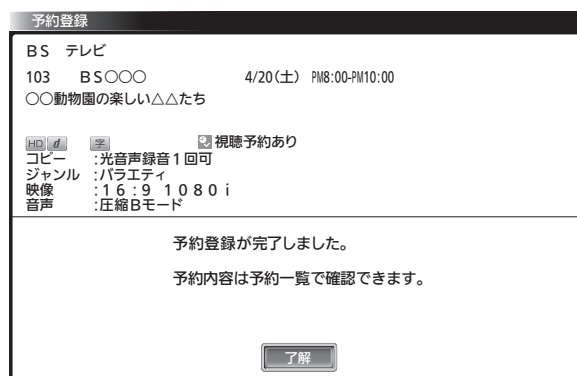 予約登録
BS テレビ
103 BS○○○ 4/20(土) PM8:00-PM10:00
○○動物園の楽しい△△たち
HD d 字 視聴予約あり
コピー :光音声録音1回可
ジャンル :バラエティ
映像 :16:9 1080i
音声 :圧縮Bモード
予約登録が完了しました。
予約内容は予約一覧で確認できます。
了解